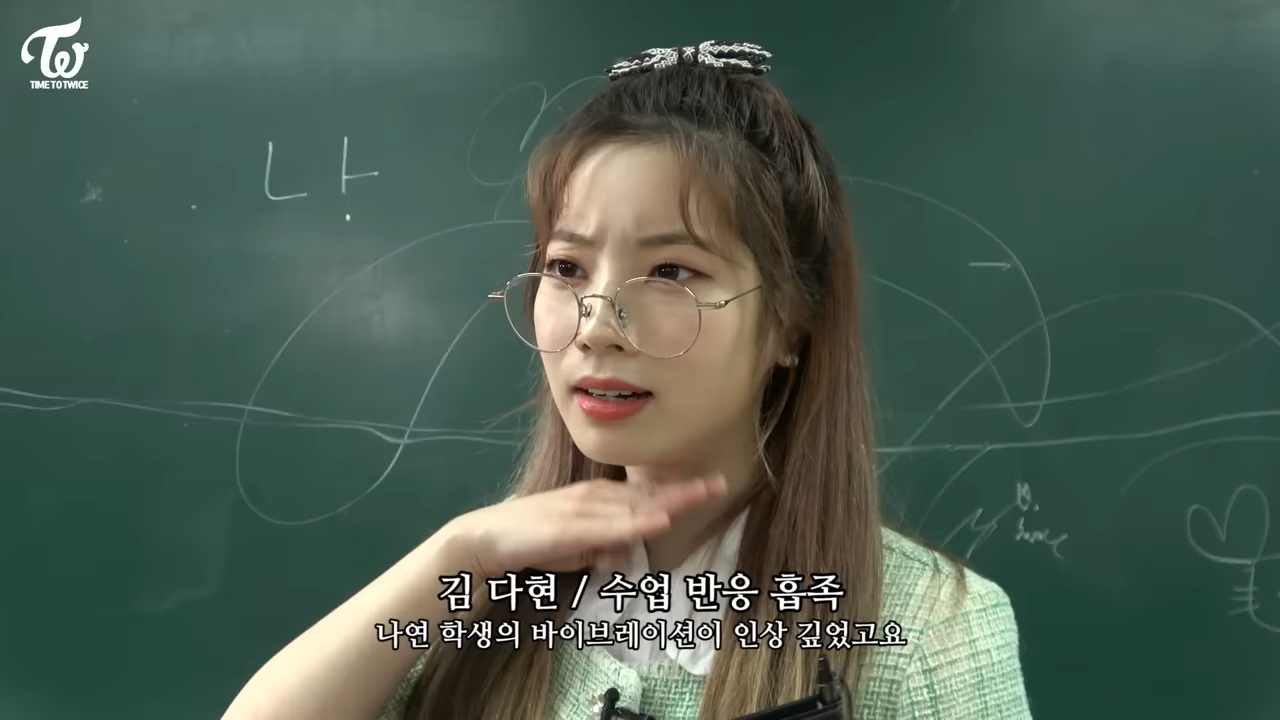 TIME TO TWICE
나
김 다현 / 수업 반응 흡족
나연 학생의 바이브레이션이 인상 깊었고요